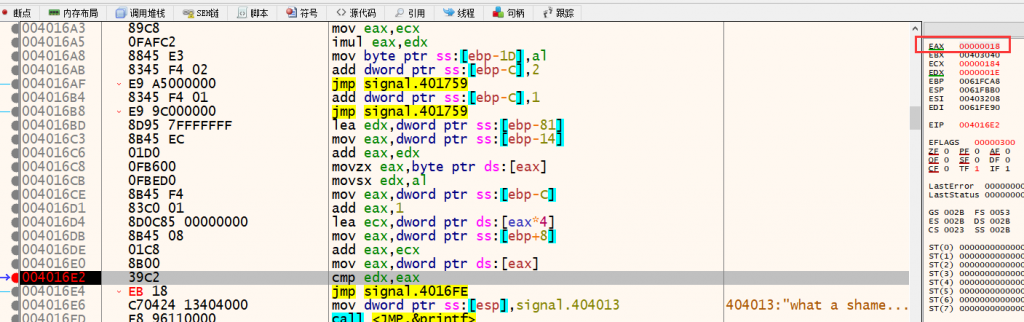 断点 内存布局 调用堆栈 SEH链 脚本 符号 源代码 引用 线程 句柄 跟踪
004016A3 89C8 mov eax,ecx
004016A5 0FAFC2 imul eax,edx
004016A8 8845 E3 mov byte ptr ss:[ebp-1D],al
004016AB 8345 F4 02 add dword ptr ss:[ebp-C],2
004016AF E9 A5000000 jmp signal.401759
004016B4 8345 F4 01 add dword ptr ss:[ebp-C],1
004016B8 E9 9C000000 jmp signal.401759
004016BD 8D95 7FFFFFFF lea edx,dword ptr ss:[ebp-81]
004016C3 8B45 EC mov eax,dword ptr ss:[ebp-14]
004016C6 01D0 add eax,edx
004016C8 0FB600 movzx eax,byte ptr ds:[eax]
004016CB 0FBED0 movsx edx,al
004016CE 8B45 F4 mov eax,dword ptr ss:[ebp-C]
004016D1 83C0 01 add eax,1
004016D4 8D0C85 00000000 lea ecx,dword ptr ds:[eax*4]
004016DB 8B45 08 mov eax,dword ptr ss:[ebp+8]
004016DE 01C8 add eax,ecx
004016E0 8B00 mov eax,dword ptr ds:[eax]
004016E2 39C2 cmp edx,eax
004016E4 EB 18 jmp signal.4016FE
004016E6 C70424 13404000 mov dword ptr ss:[esp],signal.404013 404013:"what a shame...
004016ED E8 96110000 call <JMP.&printf>
EAX 00000018
EBX 00403040
ECX 00000184
EDX 0000001E
EBP 0061FCA8
ESP 0061FBB0
ESI 00403208
EDI 0061FE90
EIP 004016E2
EFLAGS 00000300
ZF 0 PF 0 AF 0
OF 0 SF 0 DF 0
CF 0 TF 1 IF 1
LastError 0000000
LastStatus 0000000
GS 002B FS 0053
ES 002B DS 002B
CS 0023 SS 002B
ST(0) 000000000000
ST(1) 000000000000
ST(2) 000000000000
ST(3) 000000000000
ST(4) 000000000000
ST(5) 000000000000
ST(6) 000000000000
ST(7) 000000000000